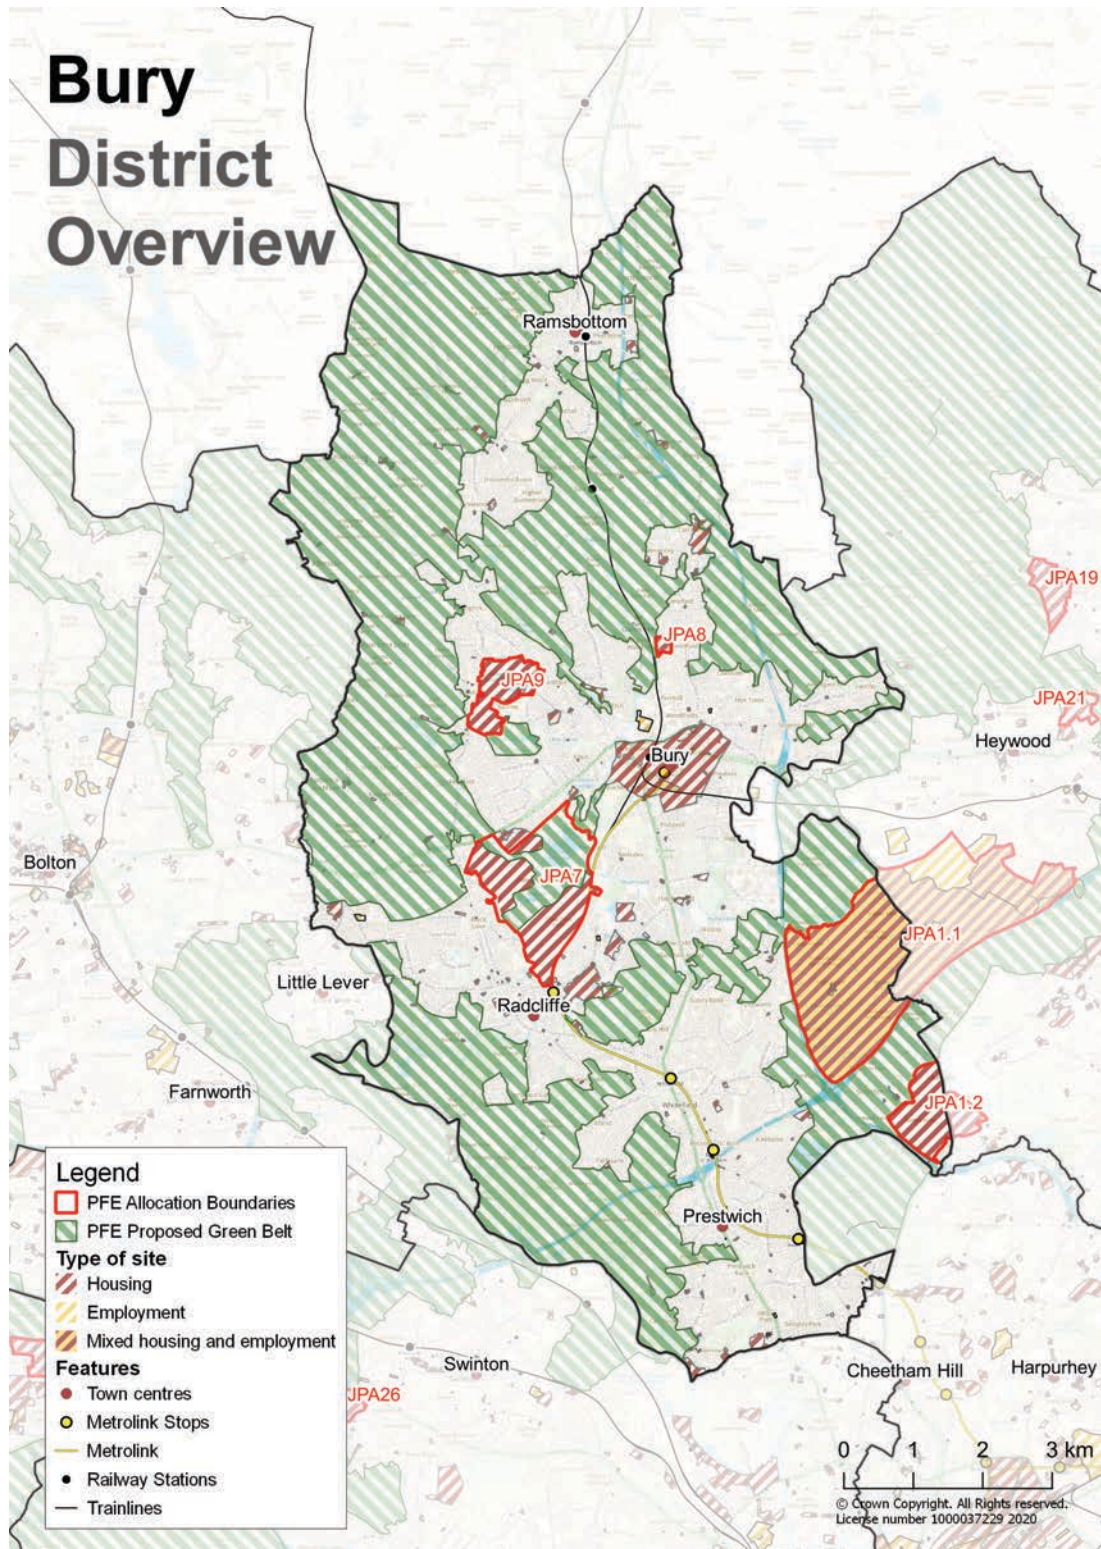 Bury
District
Overview
Ramsbottom
JPA19
JPA8
JPA9
JPA21
Heywood
Bury
Bolton
JPA7
JPA1.1
Little Lever
Radcliffe
Farnworth
JPA1.2
Whitefield
Prestwich
Legend
PFE Allocation Boundaries
PFE Proposed Green Belt
Type of site
Housing
Employment
Mixed housing and employment
Features
Town centres
Metrolink Stops
Metrolink
Railway Stations
Trainlines
Swinton
JPA26
Cheetham Hill
Harpurhey
0 1 2 3 km
© Crown Copyright. All Rights reserved.
License number 1000037229 2020